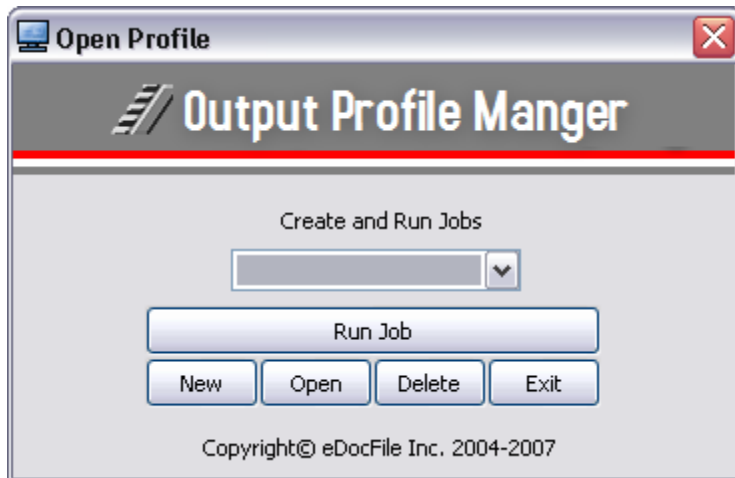 Open Profile
Output Profile Manger
Create and Run Jobs
Run Job
New Open Delete Exit
Copyright© eDocFile Inc. 2004-2007